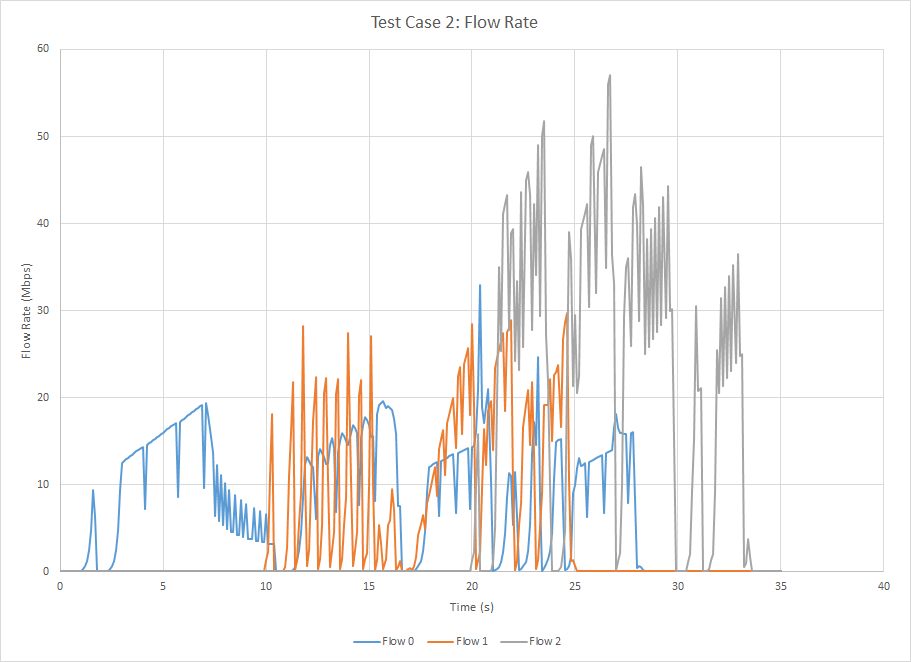 Test Case 2: Flow Rate
60
50
40
30
20
10
0
Flow Rate (Mbps)
0 5 10 15 20 25 30 35 40
Time (s)
Flow 0 Flow 1 Flow 2